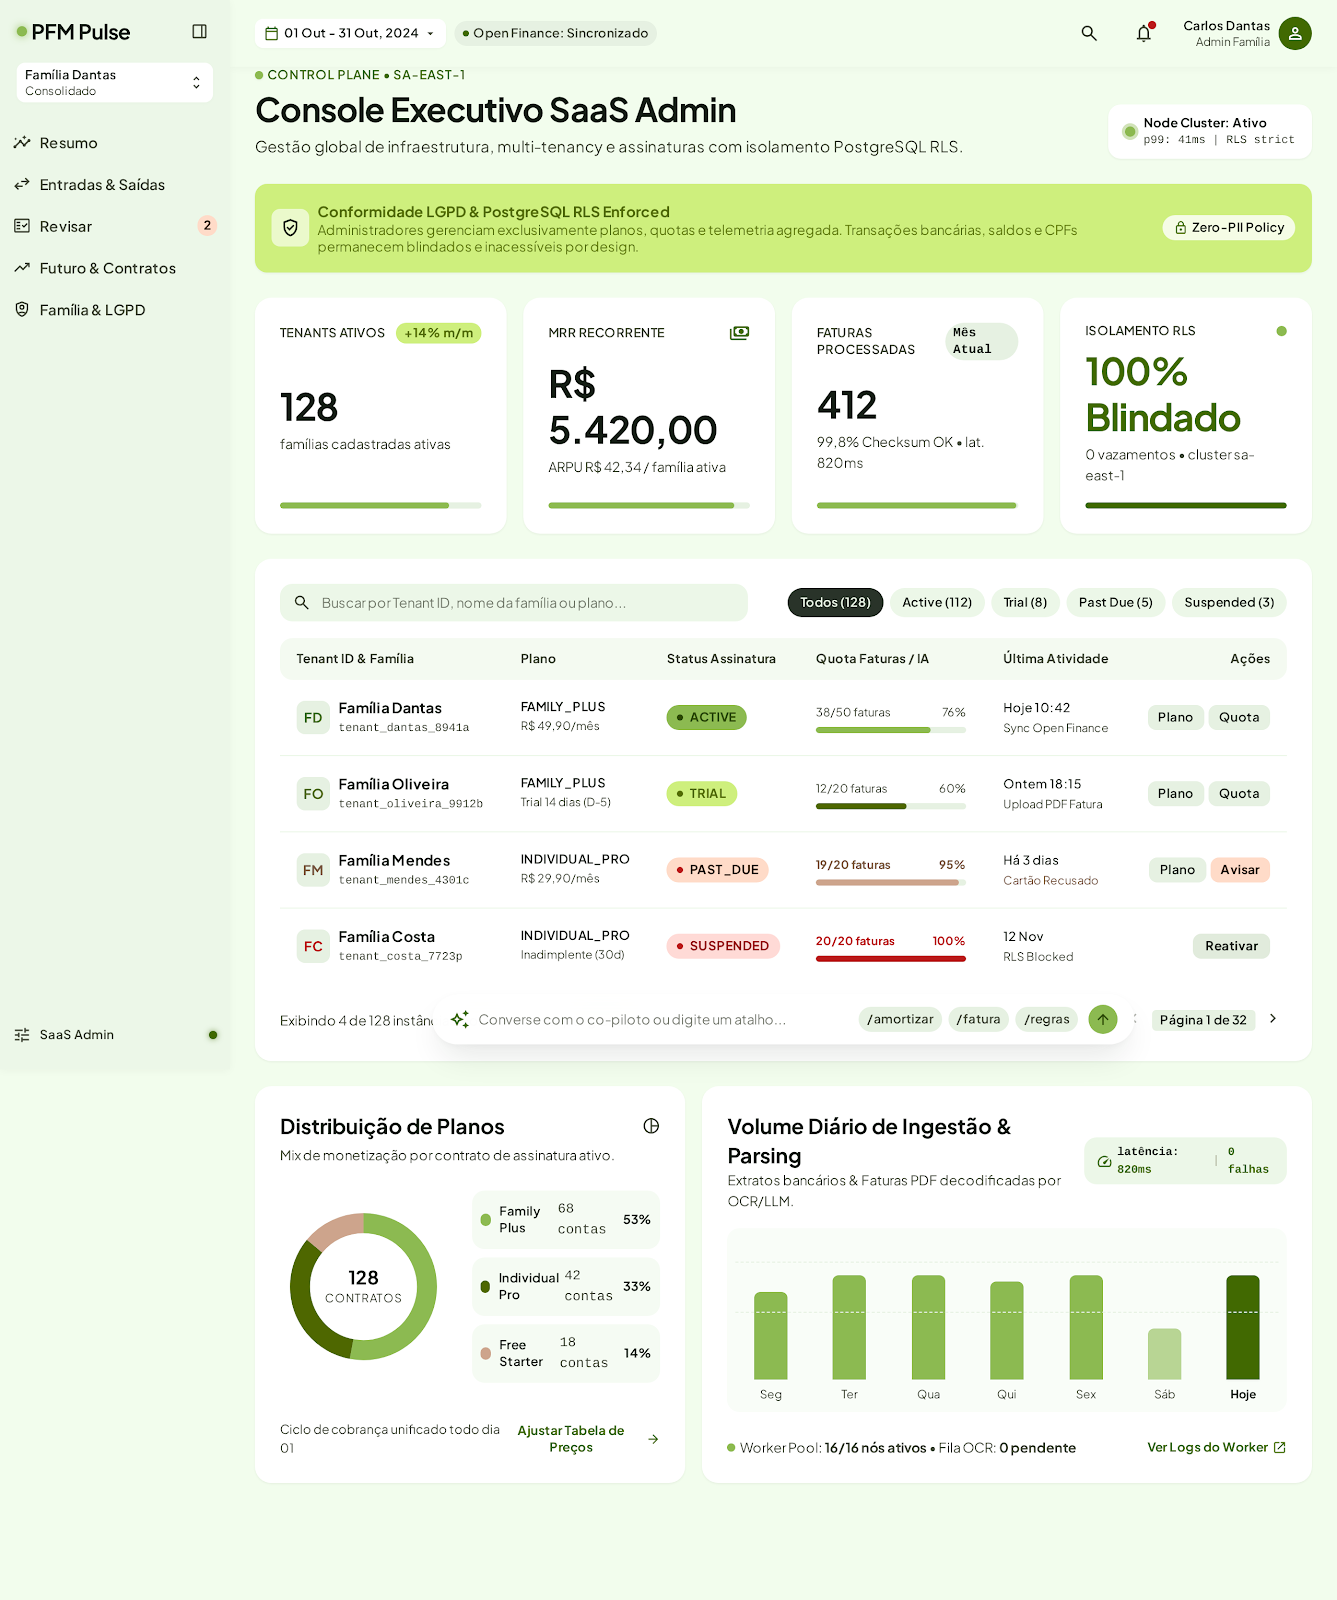 PFM Pulse
Família Dantas
Consolidado
Resumo
Entradas & Saídas
Revisar
2
Futuro & Contratos
Família & LGPD
SaaS Admin
01 Out - 31 Out, 2024
Open Finance: Sincronizado
Carlos Dantas
Admin Família
CONTROL PLANE • SA-EAST-1
Console Executivo SaaS Admin
Gestão global de infraestrutura, multi-tenancy e assinaturas com isolamento PostgreSQL RLS.
Node Cluster: Ativo
p99: 41ms | RLS strict
Conformidade LGPD & PostgreSQL RLS Enforced
Administradores gerenciam exclusivamente planos, quotas e telemetria agregada. Transações bancárias, saldos e CPFs
permanecem blindados e inacessíveis por design.
Zero-PII Policy
TENANTS ATIVOS
+14% m/m
128
famílias cadastradas ativas
MRR RECORRENTE
R$
5.420,00
ARPU R$ 42,34 / família ativa
FATURAS
PROCESSADAS
Mês
Atual
412
99,8% Checksum OK • lat.
820ms
ISOLAMENTO RLS
100%
Blindado
0 vazamentos • cluster sa-
east-1
Buscar por Tenant ID, nome da família ou plano...
Todos (128)
Active (112)
Trial (8)
Past Due (5)
Suspended (3)
Tenant ID & Família
Plano
Status Assinatura
Quota Faturas / IA
Última Atividade
Ações
FD
Família Dantas
tenant_dantas_8941a
FAMILY_PLUS
R$ 49,90/mês
ACTIVE
38/50 faturas
76%
Hoje 10:42
Sync Open Finance
Plano
Quota
FO
Família Oliveira
tenant_oliveira_9912b
FAMILY_PLUS
Trial 14 dias (D-5)
TRIAL
12/20 faturas
60%
Ontem 18:15
Upload PDF Fatura
Plano
Quota
FM
Família Mendes
tenant_mendes_4301c
INDIVIDUAL_PRO
R$ 29,90/mês
PAST_DUE
19/20 faturas
95%
Há 3 dias
Cartão Recusado
Plano
Avisar
FC
Família Costa
tenant_costa_7723p
INDIVIDUAL_PRO
Inadimplente (30d)
SUSPENDED
20/20 faturas
100%
12 Nov
RLS Blocked
Reativar
Exibindo 4 de 128 instânc
Converse com o co-piloto ou digite um atalho...
/amortizar
/fatura
/regras
Página 1 de 32
Distribuição de Planos
Mix de monetização por contrato de assinatura ativo.
128
CONTRATOS
Family
Plus
68
contas
53%
Individual
Pro
42
contas
33%
Free
Starter
18
contas
14%
Ciclo de cobrança unificado todo dia
01
Ajustar Tabela de
Preços
Volume Diário de Ingestão &
Parsing
Extratos bancários & Faturas PDF decodificadas por
OCR/LLM.
latência:
820ms
|
0
falhas
Seg
Ter
Qua
Qui
Sex
Sáb
Hoje
Worker Pool: 16/16 nós ativos • Fila OCR: 0 pendente
Ver Logs do Worker